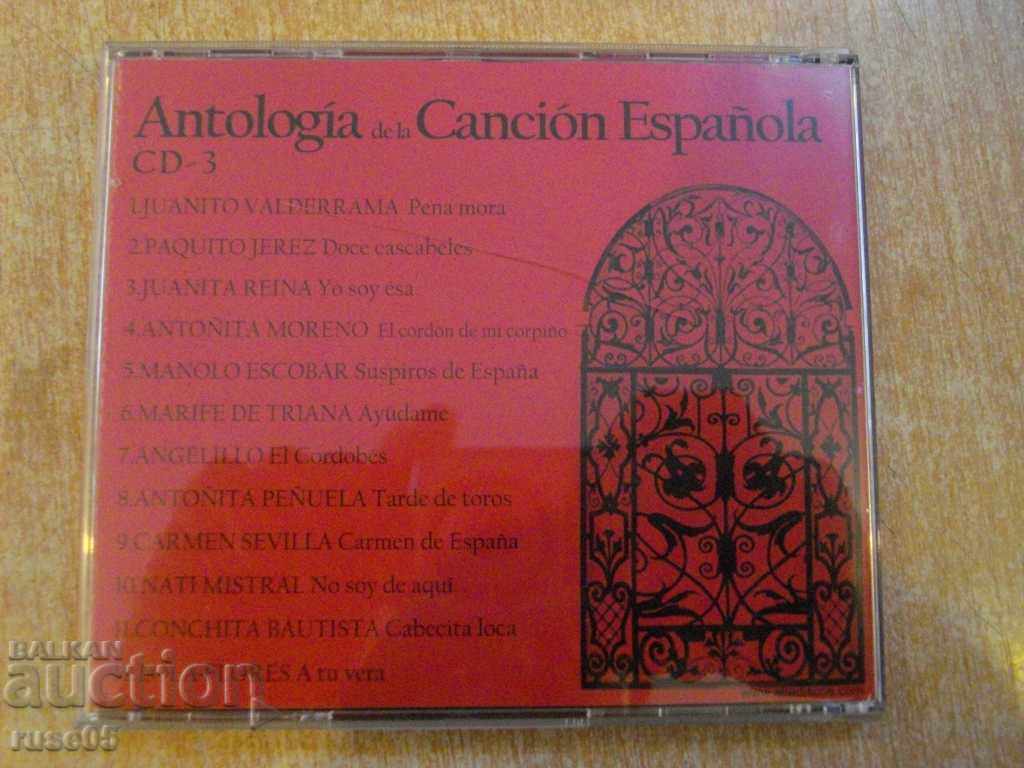 Antología de la Canción Española
CD-3
1.JUANITO VALDERRAMA Pena mora
2.PAQUITO JEREZ Doce cascabeles
3.JUANITA REINA Yo soy esa
4.ANTOÑITA MORENO El cordón de mi corpiño
5.MANOLO ESCOBAR Suspiros de España
6.MARIFE DE TRIANA Ayúdame
7.ANGELILLO El Cordobés
8.ANTOÑITA PEÑUELA Tarde de toros
9.CARMEN SEVILLA Carmen de España
10.NATI MISTRAL No soy de aquí
11.CONCHITA BAUTISTA Cabecita loca
FLORES A tu vera
BALKAN
auction
ruse05